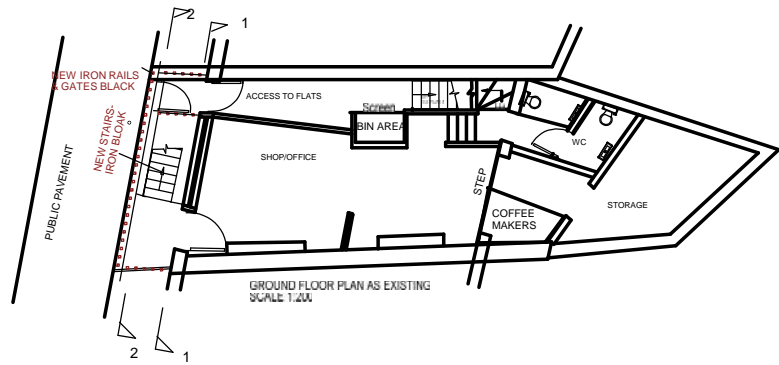 2
1
NEW IRON RAILS
& GATES BLACK
ACCESS TO FLATS
Screen
BIN AREA
NEW STAIRS-
IRON BLOAK
SHOP/OFFICE
WC
PUBLIC PAVEMENT
STEP
STORAGE
COFFEE
MAKERS
GROUND FLOOR PLAN AS EXISTING
SCALE 1:200
2
1